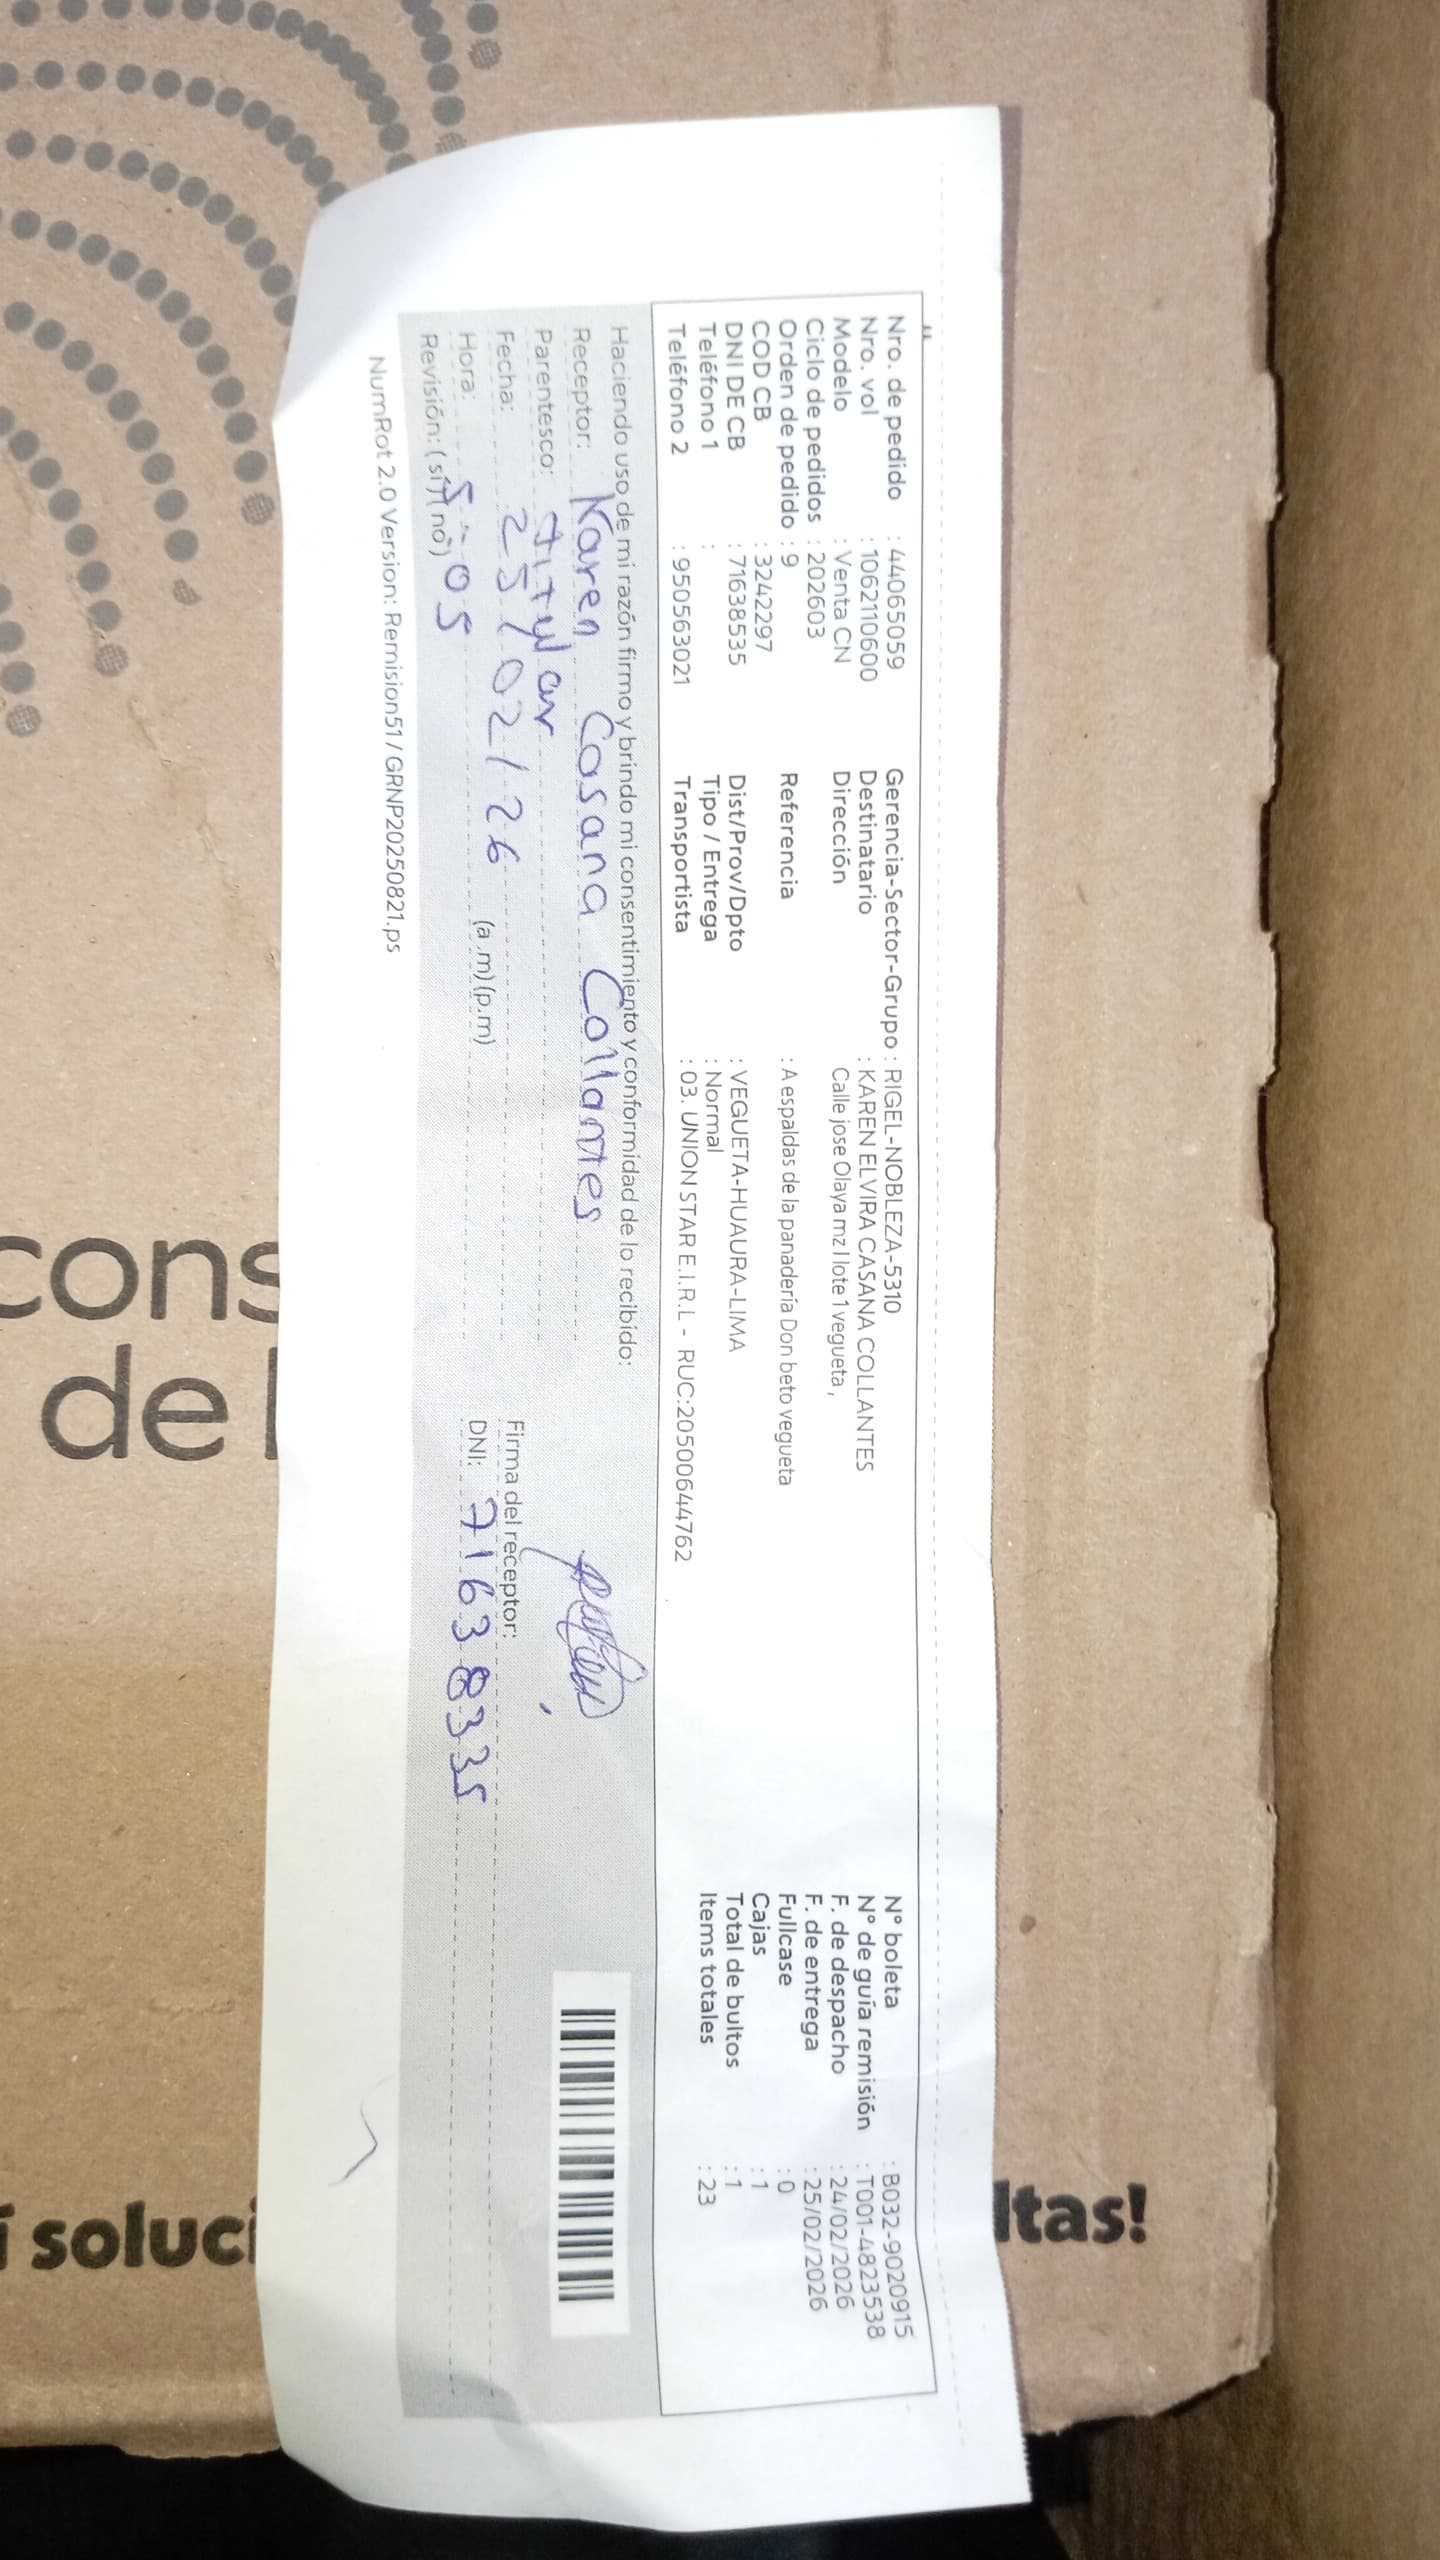 Nro. de pedido : 44065059
Nro. vol : 1062110600
Modelo : Venta CN
Ciclo de pedidos : 202603
Orden de pedido : 9
COD CB : 3242297
DNI DE CB : 71638535
Teléfono 1 :
Teléfono 2 : 950563021
Gerencia-Sector-Grupo : RIGEL-NOBLEZA-5310
Destinatario : KAREN ELVIRA CASANA COLLANTES
Dirección Calle jose Olaya mz I lote 1 vegueta ,
Referencia : A espaldas de la panadería Don beto vegueta
Dist/Prov/Dpto : VEGUETA-HUAURA-LIMA
Tipo / Entrega : Normal
Transportista : 03. UNION STAR E.I.R.L - RUC:20500644762
N° boleta : B032-9020915
N° de guía remisión : T001-4823538
F. de despacho : 24/02/2026
F. de entrega : 25/02/2026
Fullcase : 0
Cajas : 1
Total de bultos : 1
Items totales : 23
Haciendo uso de mi razón firmo y brindo mi consentimiento y conformidad de lo recibido:
Receptor: Karen Casana Collantes
Parentesco: titular
Fecha: 25/02/26
Hora: 5:05 (a.m) (p.m)
Revisión: (sí) (no)
Firma del receptor:
DNI: 71638335
NumRot 2.0 Version: Remision51 / GRNP20250821.ps
cons
de l
i soluci
ltas!